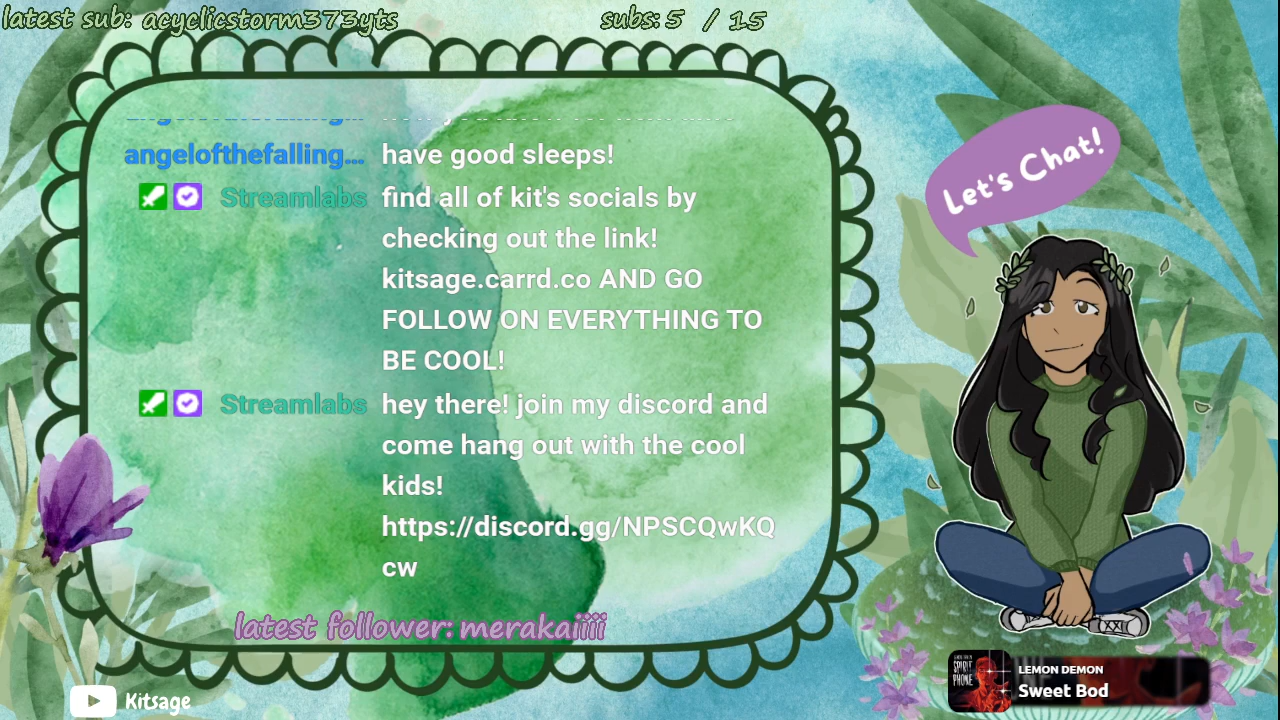 latest sub: acyclicstorm373yts
subs: 5 / 15
angelofthefalling... have good sleeps!
Streamlabs find all of kit's socials by
checking out the link!
kitsage.carrd.co AND GO
FOLLOW ON EVERYTHING TO
BE COOL!
Streamlabs hey there! join my discord and
come hang out with the cool
kids!
https://discord.gg/NPSCQwKQ
cw
latest follower: merakaiiii
Kitsage
Let's Chat!
SPIRIT
PHONE
LEMON DEMON
Sweet Bod